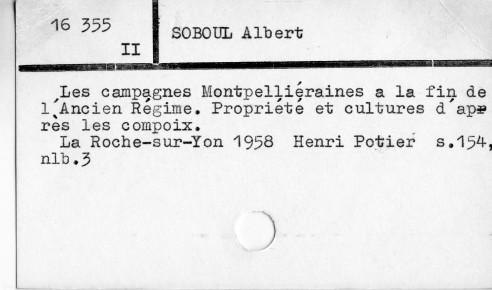 16 355
II
SOBOUL Albert
Les campagnes Montpelliéraines a la fin de
l'Ancien Régime. Propriété et cultures d'apr
rès les compoix.
La Roche-sur-Yon 1958 Henri Potier s.154,
nlb.3